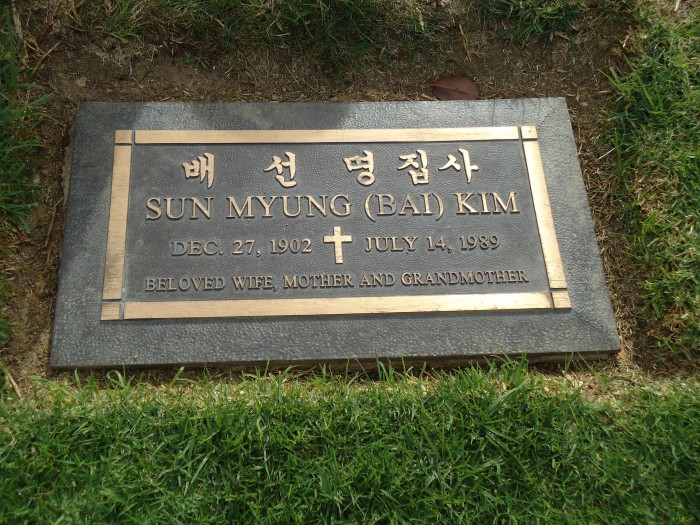 배 선 명 집사
SUN MYUNG (BAI) KIM
DEC. 27, 1902 JULY 14, 1989
BELOVED WIFE, MOTHER AND GRANDMOTHER